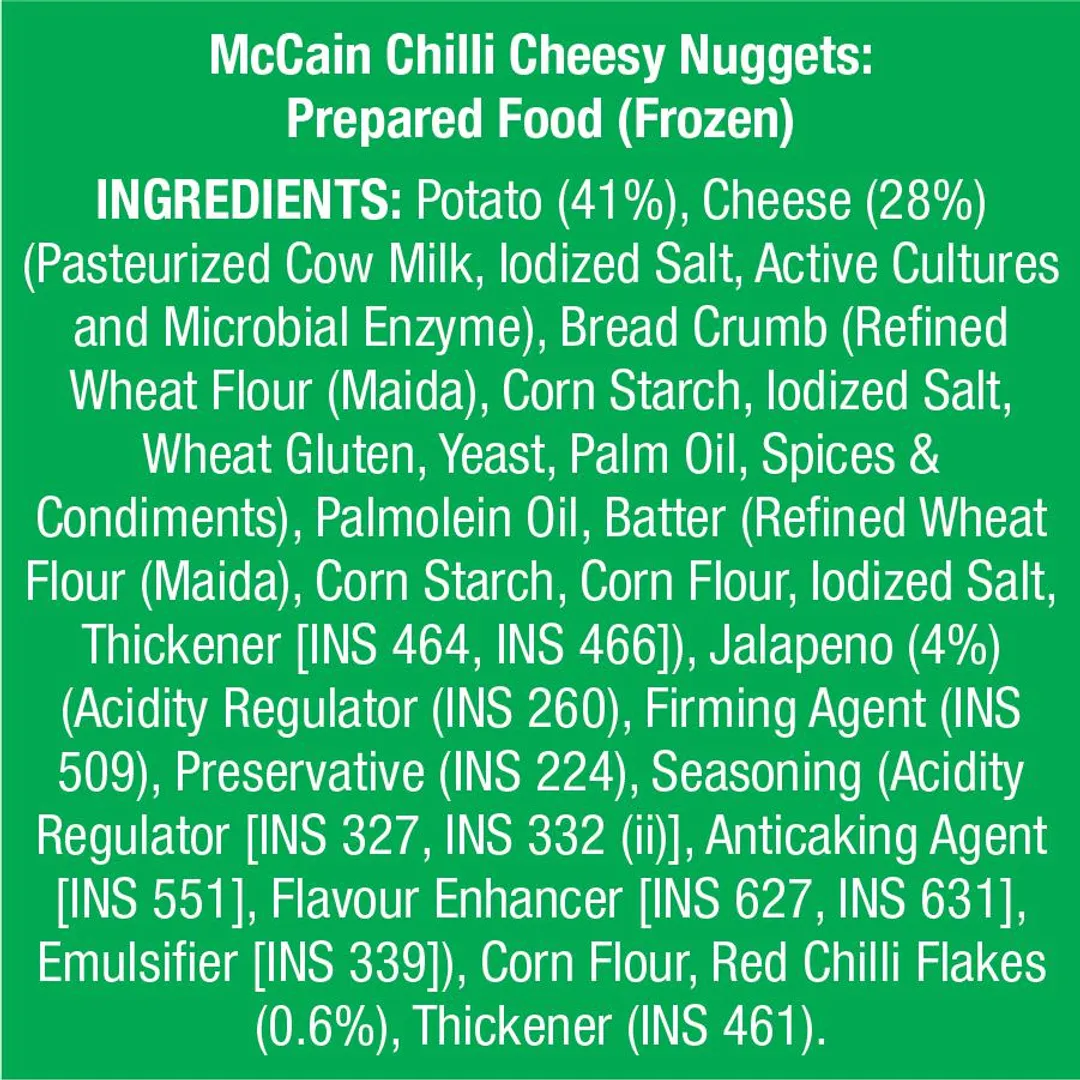 McCain Chilli Cheesy Nuggets:
Prepared Food (Frozen)
INGREDIENTS: Potato (41%), Cheese (28%)
(Pasteurized Cow Milk, Iodized Salt, Active Cultures
and Microbial Enzyme), Bread Crumb (Refined
Wheat Flour (Maida), Corn Starch, Iodized Salt,
Wheat Gluten, Yeast, Palm Oil, Spices &
Condiments), Palmolein Oil, Batter (Refined Wheat
Flour (Maida), Corn Starch, Corn Flour, Iodized Salt,
Thickener [INS 464, INS 466]), Jalapeno (4%)
(Acidity Regulator (INS 260), Firming Agent (INS
509), Preservative (INS 224), Seasoning (Acidity
Regulator [INS 327, INS 332 (ii)], Anticaking Agent
[INS 551], Flavour Enhancer [INS 627, INS 631],
Emulsifier [INS 339]), Corn Flour, Red Chilli Flakes
(0.6%), Thickener (INS 461).